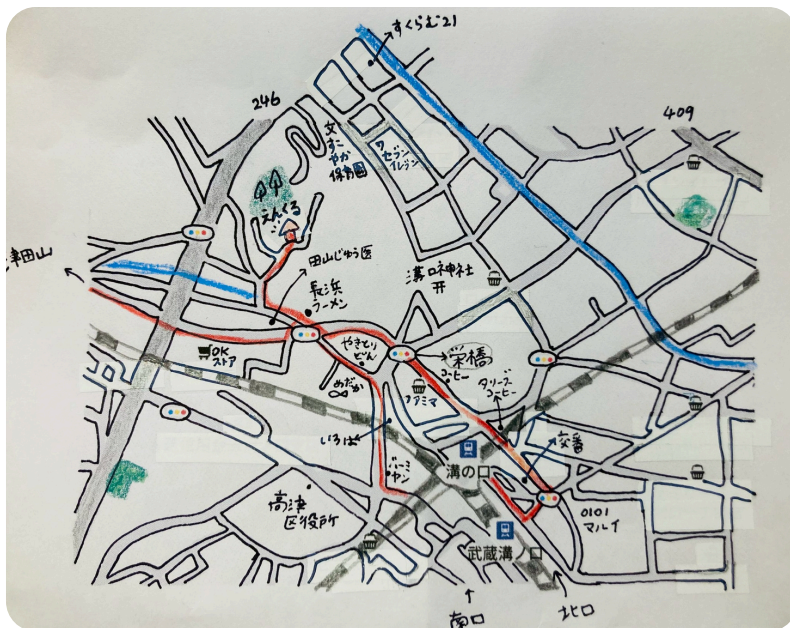 すくらむ21
246
409
文
すこやか
保育園
セブン
イレブン
えんくる
津田山
田山じゅう医
長浜
ラーメン
溝口神社
OK
ストア
やきとり
どん
栄橋
コーヒー
めだか
ファミマ
タリーズ
コーヒー
いろは
バーミヤン
交番
溝の口
高津
区役所
0101
マルイ
武蔵溝ノ口
南口
北口